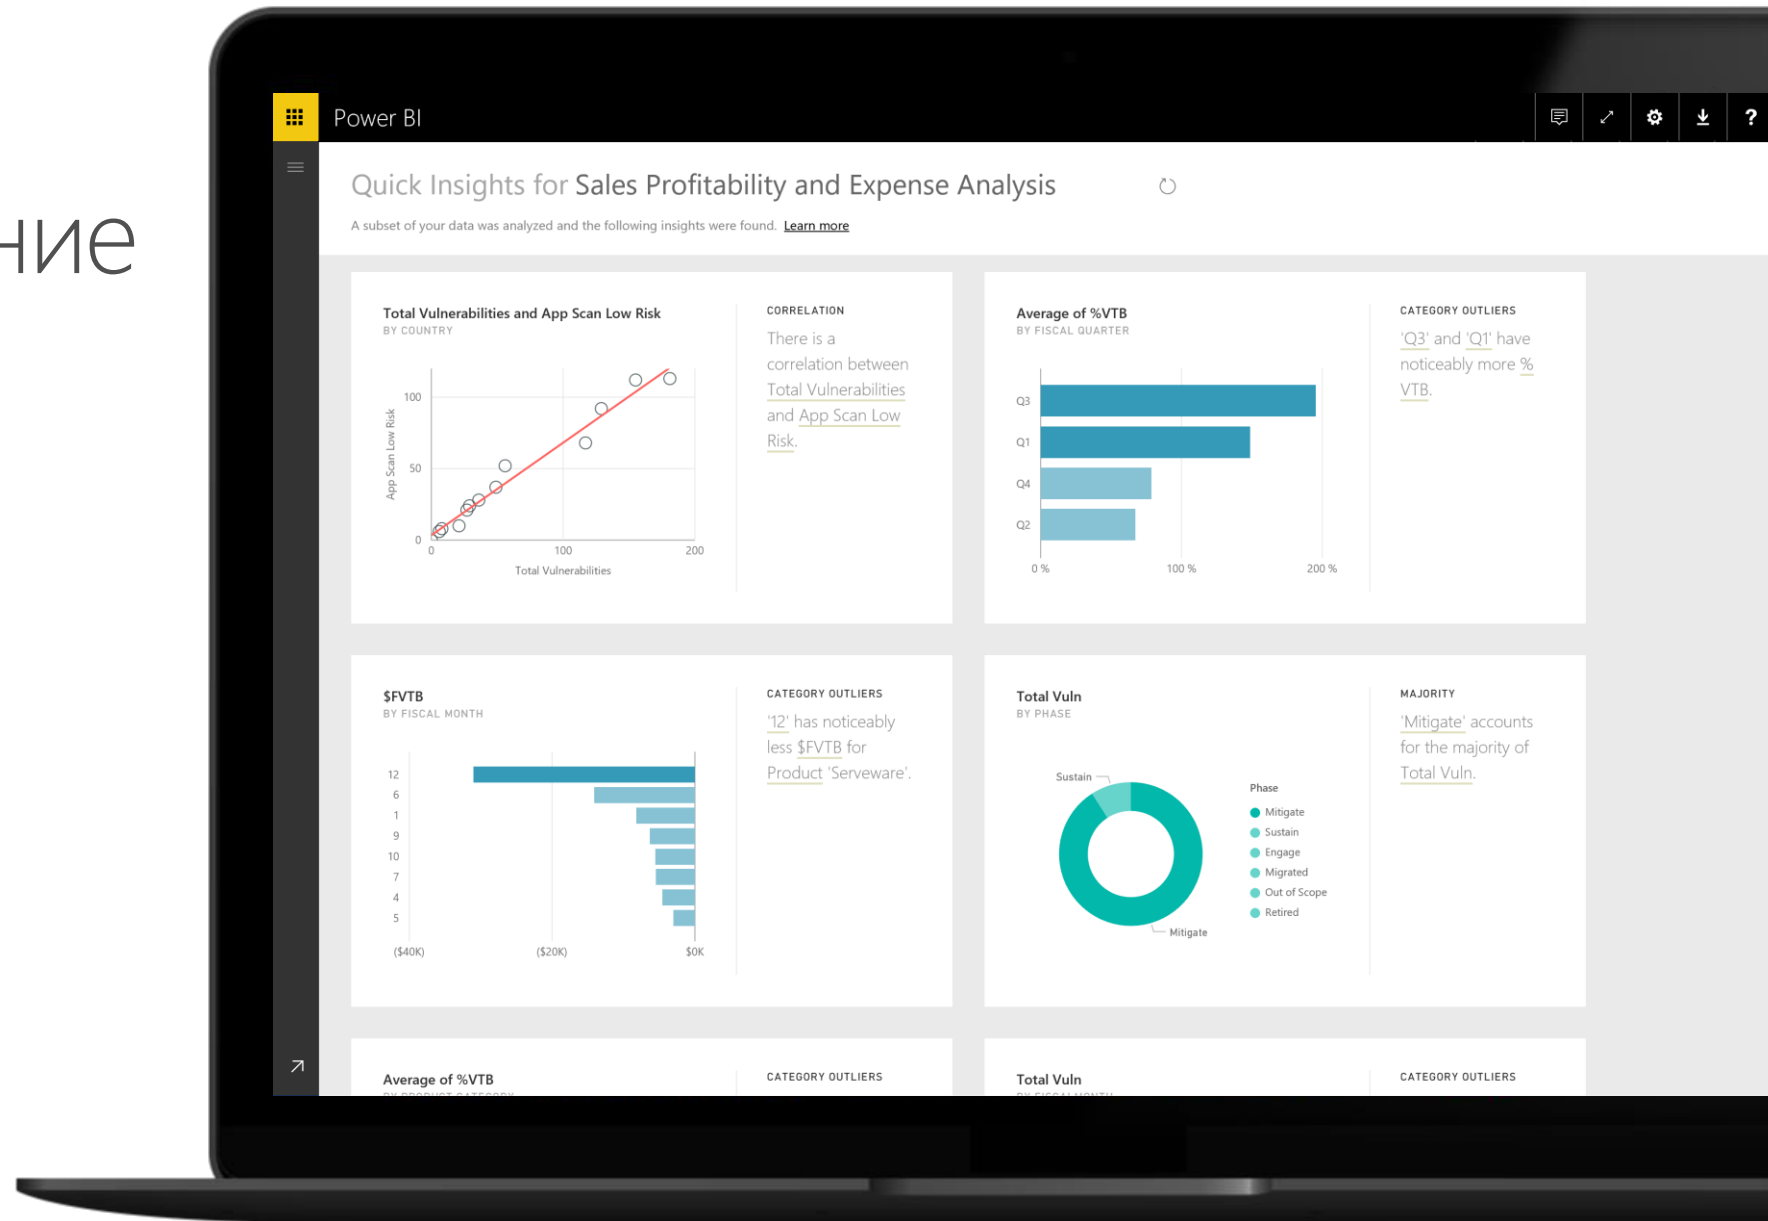 ние
Power BI
?
Quick Insights for Sales Profitability and Expense Analysis
A subset of your data was analyzed and the following insights were found. Learn more
Total Vulnerabilities and App Scan Low Risk
BY COUNTRY
App Scan Low Risk
100
50
0
0
100
200
Total Vulnerabilities
CORRELATION
There is a
correlation between
Total Vulnerabilities
and App Scan Low
Risk.
Average of %VTB
BY FISCAL QUARTER
Q3
Q1
Q4
Q2
0 %
100 %
200 %
CATEGORY OUTLIERS
'Q3' and 'Q1' have
noticeably more %
VTB.
$FVTB
BY FISCAL MONTH
12
6
1
9
10
7
4
5
($40K)
($20K)
$0K
CATEGORY OUTLIERS
'12' has noticeably
less $FVTB for
Product 'Serveware'.
Total Vuln
BY PHASE
Sustain
Mitigate
Phase
Mitigate
Sustain
Engage
Migrated
Out of Scope
Retired
MAJORITY
'Mitigate' accounts
for the majority of
Total Vuln.
Average of %VTB
BY PRODUCT CATEGORY
CATEGORY OUTLIERS
Total Vuln
BY FISCAL MONTH
CATEGORY OUTLIERS